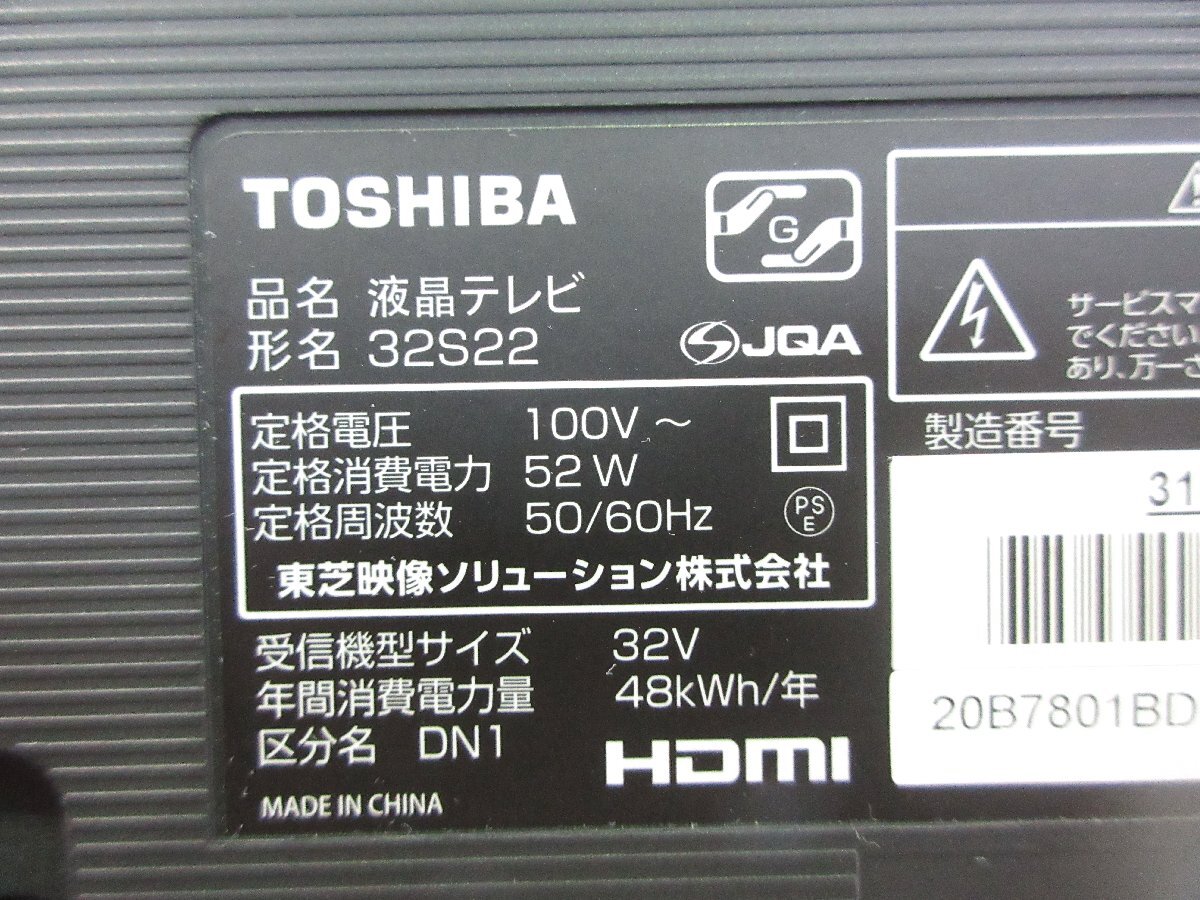 TOSHIBA
G
品名 液晶テレビ
形名 32S22
JQA
定格電圧 100V ～
定格消費電力 52W
定格周波数 50/60Hz
PS
E
東芝映像ソリューション株式会社
受信機型サイズ 32V
年間消費電力量 48kWh/年
区分名 DN1
HDMI
MADE IN CHINA
サービスマ
でください
あり、万一さ
製造番号
31
20B7801BD